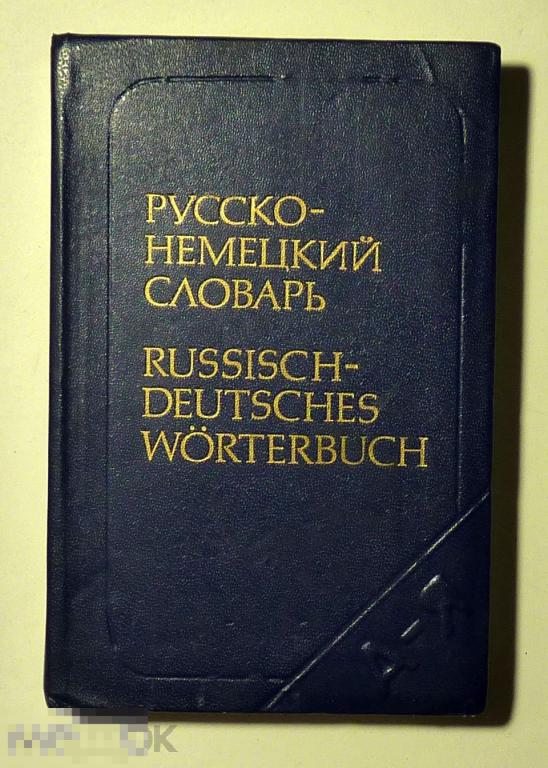 РУССКО-
НЕМЕЦКИЙ
СЛОВАРЬ
RUSSISCH-
DEUTSCHES
WÖRTERBUCH